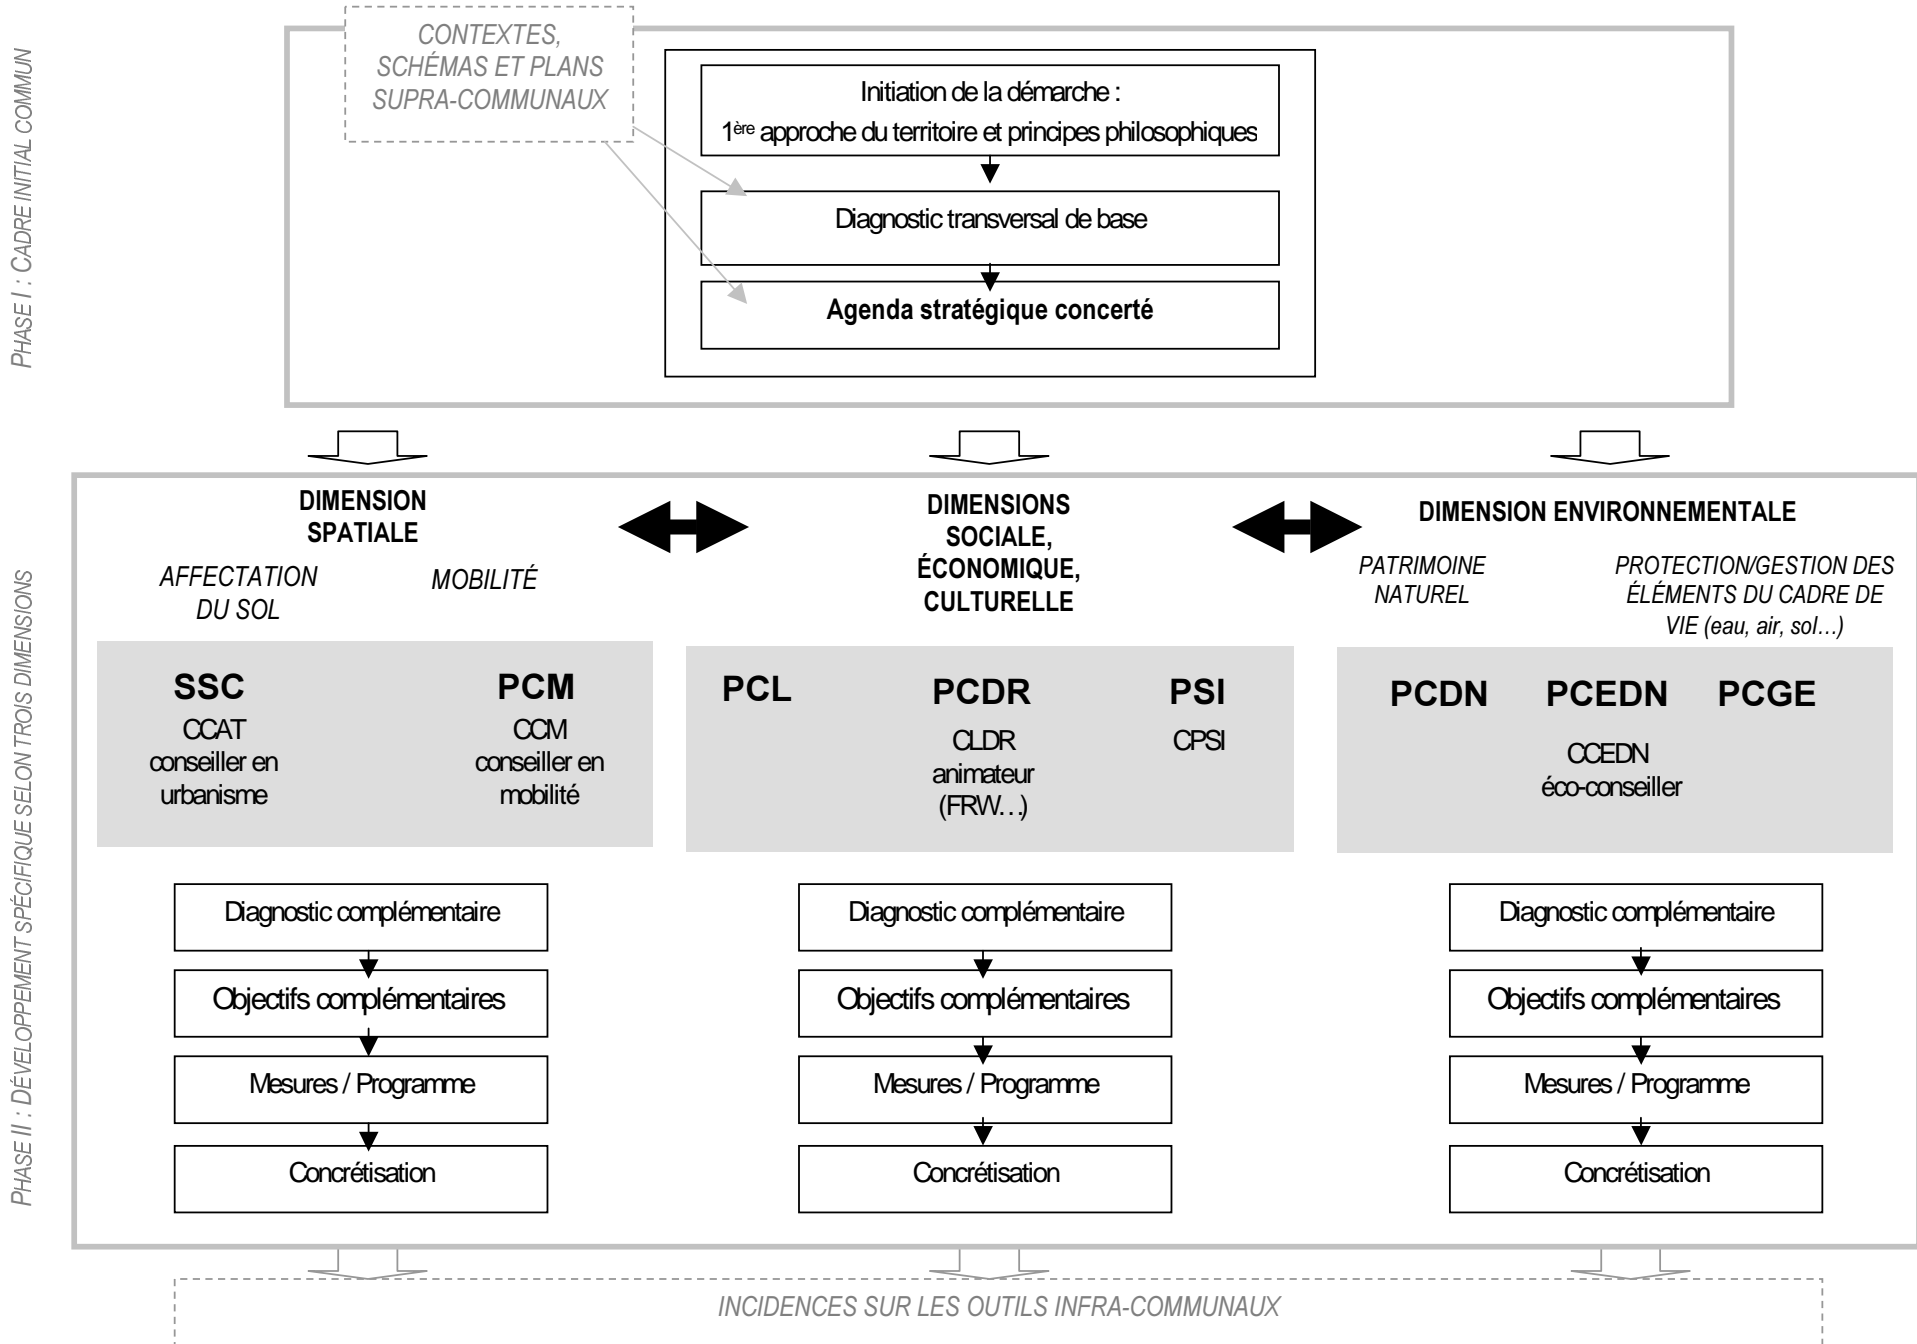 PHASE I : CADRE INITIAL COMMUN
CONTEXTES,
SCHÉMAS ET PLANS
SUPRA-COMMUNAUX
Initiation de la démarche :
1ère approche du territoire et principes philosophiques
Diagnostic transversal de base
Agenda stratégique concerté
PHASE II : DÉVELOPPEMENT SPÉCIFIQUE SELON TROIS DIMENSIONS
DIMENSION
SPATIALE
AFFECTATION
DU SOL
MOBILITÉ
SSC
CCAT
conseiller en
urbanisme
PCM
CCM
conseiller en
mobilité
Diagnostic complémentaire
Objectifs complémentaires
Mesures / Programme
Concrétisation
DIMENSIONS
SOCIALE,
ÉCONOMIQUE,
CULTURELLE
PCL
PCDR
CLDR
animateur
(FRW…)
PSI
CPSI
Diagnostic complémentaire
Objectifs complémentaires
Mesures / Programme
Concrétisation
DIMENSION ENVIRONNEMENTALE
PATRIMOINE
NATUREL
PROTECTION/GESTION DES
ÉLÉMENTS DU CADRE DE
VIE (eau, air, sol…)
PCDN
PCEDN
PCGE
CCEDN
éco-conseiller
Diagnostic complémentaire
Objectifs complémentaires
Mesures / Programme
Concrétisation
INCIDENCES SUR LES OUTILS INFRA-COMMUNAUX